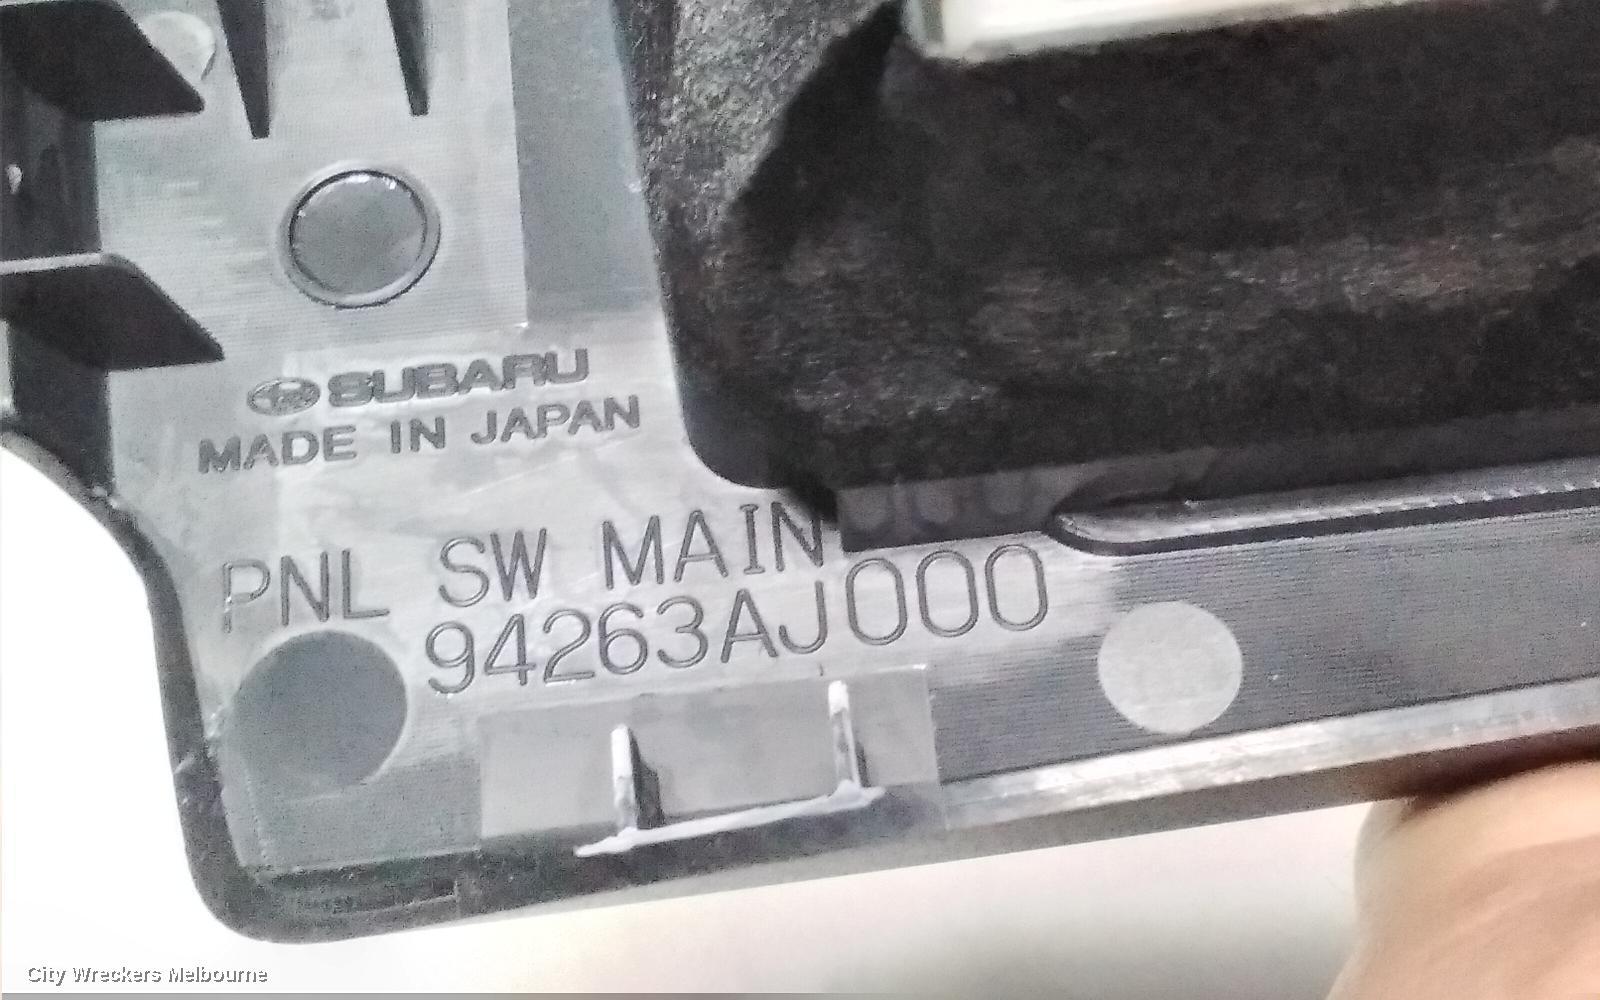 SUBARU
MADE IN JAPAN
PNL SW MAIN
94263AJ000
City Wreckers Melbourne